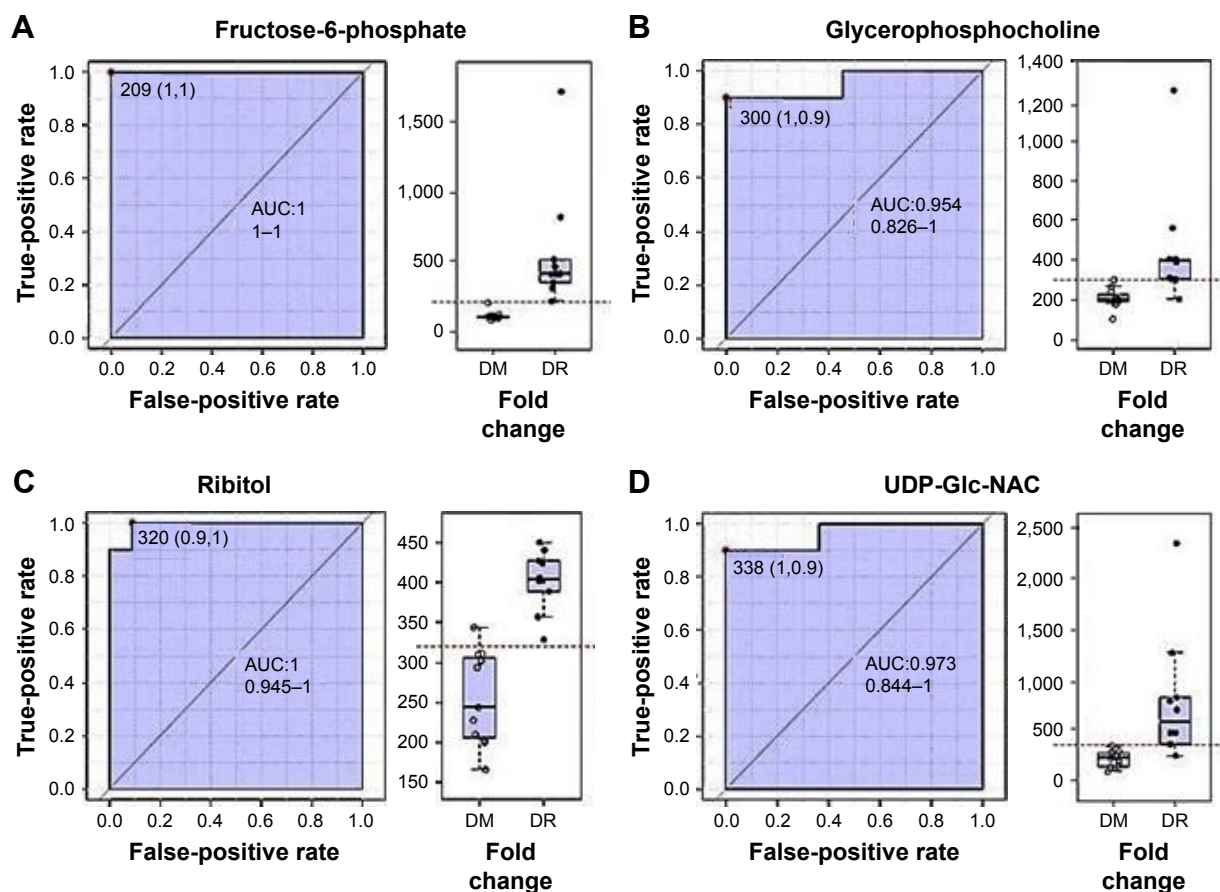 A
Fructose-6-phosphate
True-positive rate
1.0
0.8
0.6
0.4
0.2
0.0
209 (1,1)
AUC:1
1–1
0.0 0.2 0.4 0.6 0.8 1.0
False-positive rate
1,500
1,000
500
0
DM DR
Fold
change
B
Glycerophosphocholine
True-positive rate
1.0
0.8
0.6
0.4
0.2
0.0
300 (1,0.9)
AUC:0.954
0.826–1
0.0 0.2 0.4 0.6 0.8 1.0
False-positive rate
1,400
1,200
1,000
800
600
400
200
0
DM DR
Fold
change
C
Ribitol
True-positive rate
1.0
0.8
0.6
0.4
0.2
0.0
320 (0.9,1)
AUC:1
0.945–1
0.0 0.2 0.4 0.6 0.8 1.0
False-positive rate
450
400
350
300
250
200
150
DM DR
Fold
change
D
UDP-Glc-NAC
True-positive rate
1.0
0.8
0.6
0.4
0.2
0.0
338 (1,0.9)
AUC:0.973
0.844–1
0.0 0.2 0.4 0.6 0.8 1.0
False-positive rate
2,500
2,000
1,500
1,000
500
0
DM DR
Fold
change